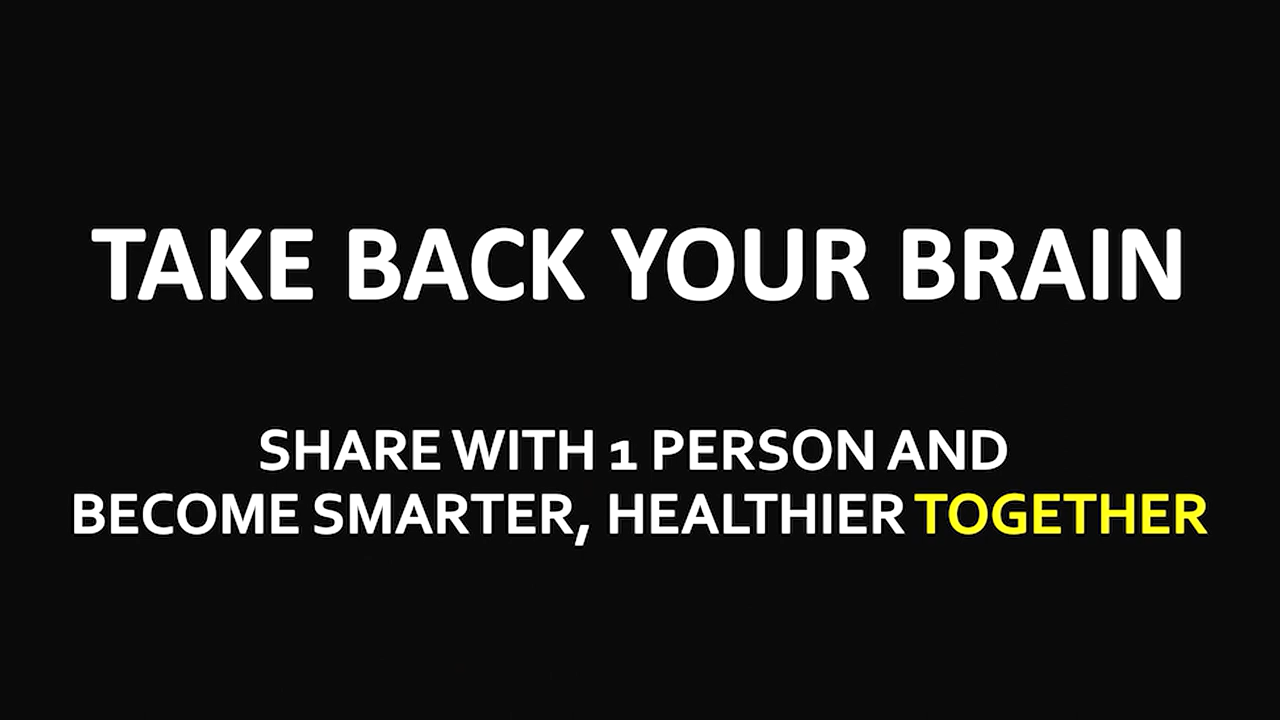 TAKE BACK YOUR BRAIN
SHARE WITH 1 PERSON AND
BECOME SMARTER, HEALTHIER TOGETHER